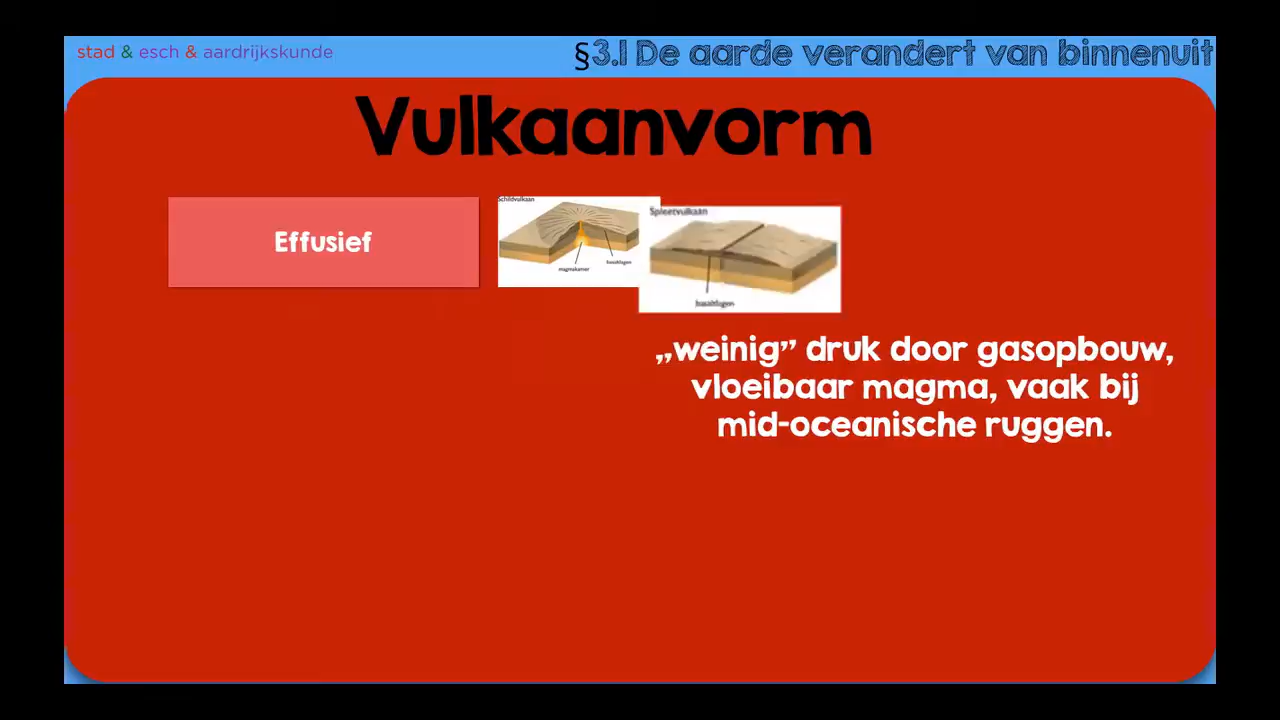 stad & esch & aardrijkskunde
§3.1 De aarde verandert van binnenuit
Vulkaanvorm
Effusief
Schildvulkaan
magmakamer
basaltlagen
Spleetvulkaan
basaltlagen
„weinig” druk door gasopbouw,
vloeibaar magma, vaak bij
mid-oceanische ruggen.